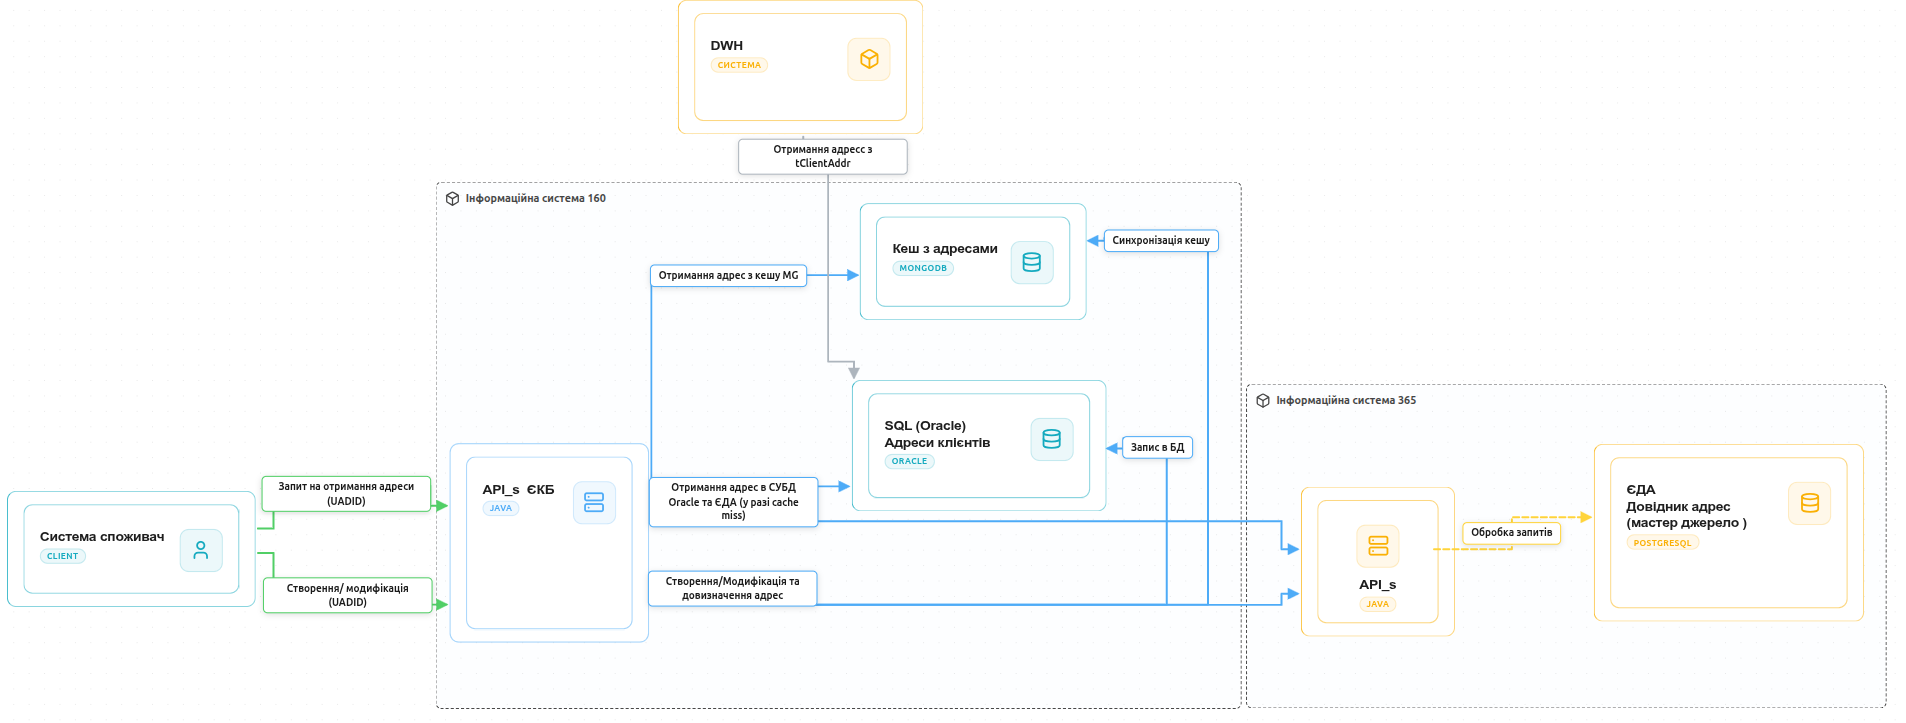 DWH
СИСТЕМА
Отримання адресс з
tClientAddr
Інформаційна система 160
Кеш з адресами
MONGODB
Синхронізація кешу
Отримання адрес з кешу MG
Інформаційна система 365
SQL (Oracle)
Адреси клієнтів
ORACLE
Запис в БД
Запит на отримання адреси
(UADID)
API_s ЄКБ
JAVA
Отримання адрес в СУБД
Oracle та ЄДА (у разі cache
miss)
ЄДА
Довідник адрес
(мастер джерело )
POSTGRESQL
Система споживач
CLIENT
Обробка запитів
Створення/ модифікація
(UADID)
Створення/Модифікація та
довизначення адрес
API_s
JAVA